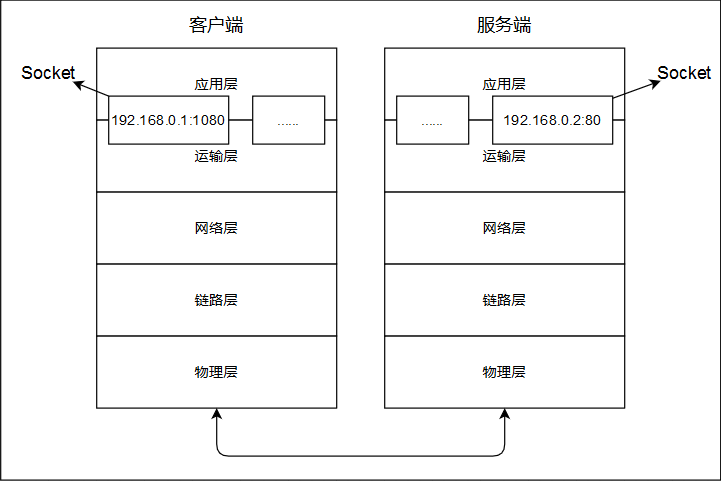 客户端
服务端
Socket
Socket
应用层
应用层
192.168.0.1:1080
......
......
192.168.0.2:80
运输层
运输层
网络层
网络层
链路层
链路层
物理层
物理层